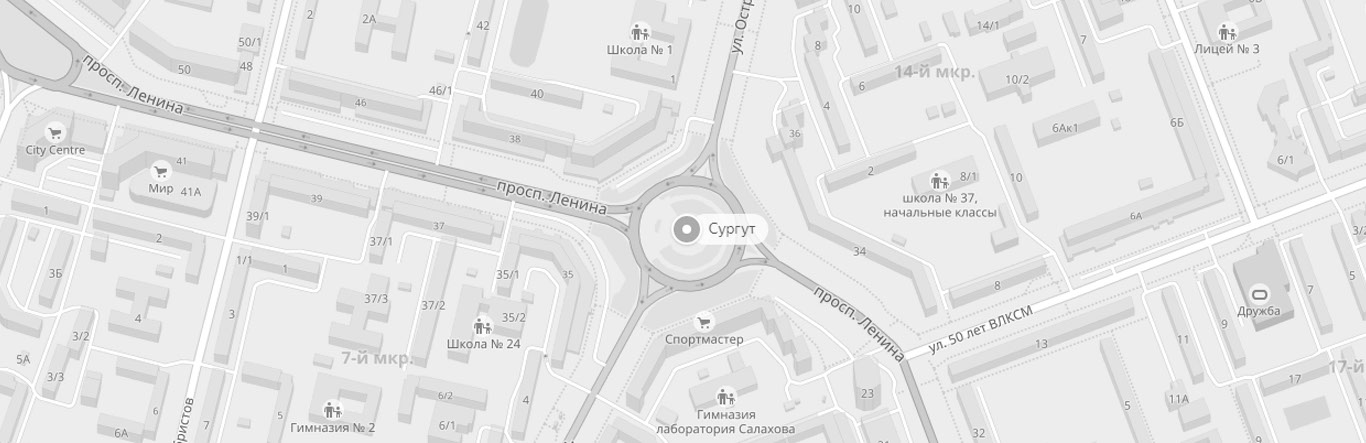 2
2А
42
50/1
50
48
просп. Ленина
46
46/1
40
38
Школа № 1
1
ул. Остр
8
14/1
7
14-й мкр.
10/2
6
4
36
6Ак1
6Б
Лицей № 3
6/1
City Centre
41
Мир 41А
39
39/1
37
37/1
просп. Ленина
Сургут
2
8/1
школа № 37,
начальные классы
10
6А
34
8
1
2
3Б
1/1
1
3
4
37/3
37/2
35/1
35
35/2
Школа № 24
7-й мкр.
Спортмастер
просп. Ленина
ул. 50 лет ВЛКСМ
Дружба
3/2
9
13
5А
3/2
3/3
6
6А
7
Гимназия № 2
6/2
6/1
4
Гимназия
лаборатория Салахова
23
32
11А
17
17-й